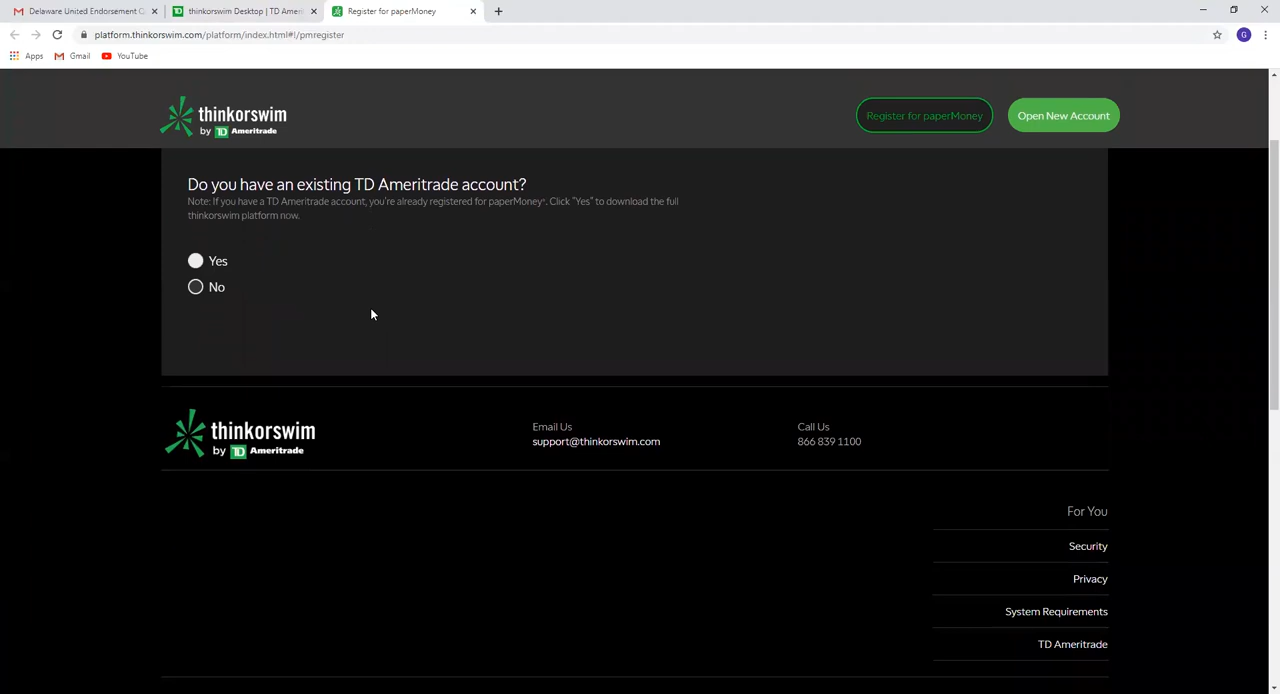 Delaware United Endorsement Q
thinkorswim Desktop | TD Ameri
Register for paperMoney
platform.thinkorswim.com/platform/index.html#!/pmregister
G
Apps
Gmail
YouTube
thinkorswim
by TD Ameritrade
Register for paperMoney
Open New Account
Do you have an existing TD Ameritrade account?
Note: If you have a TD Ameritrade account, you're already registered for paperMoney®. Click "Yes" to download the full
thinkorswim platform now.
Yes
No
thinkorswim
by TD Ameritrade
Email Us
support@thinkorswim.com
Call Us
866 839 1100
For You
Security
Privacy
System Requirements
TD Ameritrade